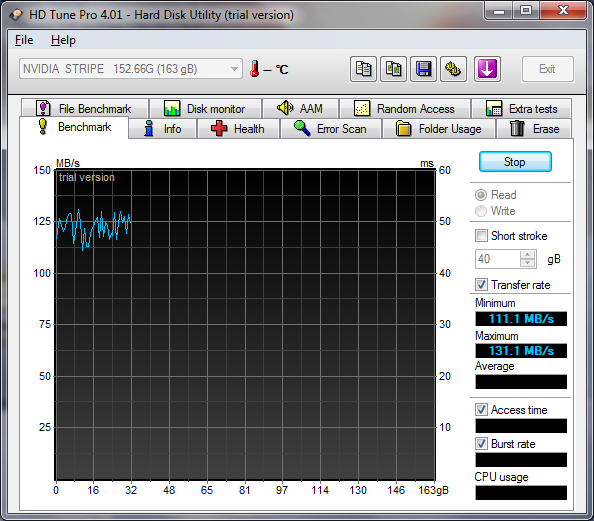 HD Tune Pro 4.01 - Hard Disk Utility (trial version)
File Help
NVIDIA STRIPE 152.66G (163 gB)
– °C
Exit
File Benchmark Disk monitor AAM Random Access Extra tests
Benchmark Info Health Error Scan Folder Usage Erase
MB/s ms
trial version
150 60
125 50
100 40
75 30
50 20
25 10
0 16 32 48 65 81 97 114 130 146 163gB
Stop
Read
Write
Short stroke
40 gB
Transfer rate
Minimum
111.1 MB/s
Maximum
131.1 MB/s
Average
Access time
Burst rate
CPU usage